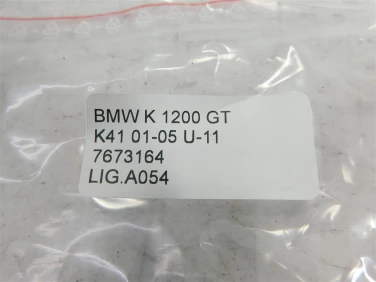 BMW K 1200 GT
K41 01-05 U-11
7673164
LIG.A054